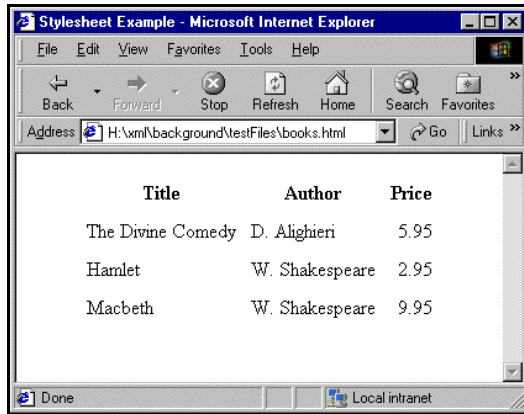 Stylesheet Example - Microsoft Internet Explorer
File Edit View Favorites Tools Help
Back Forward Stop Refresh Home Search Favorites »
Address H:\xml\background\testFiles\books.html Go Links »
Title Author Price
The Divine Comedy D. Alighieri 5.95
Hamlet W. Shakespeare 2.95
Macbeth W. Shakespeare 9.95
Done Local intranet